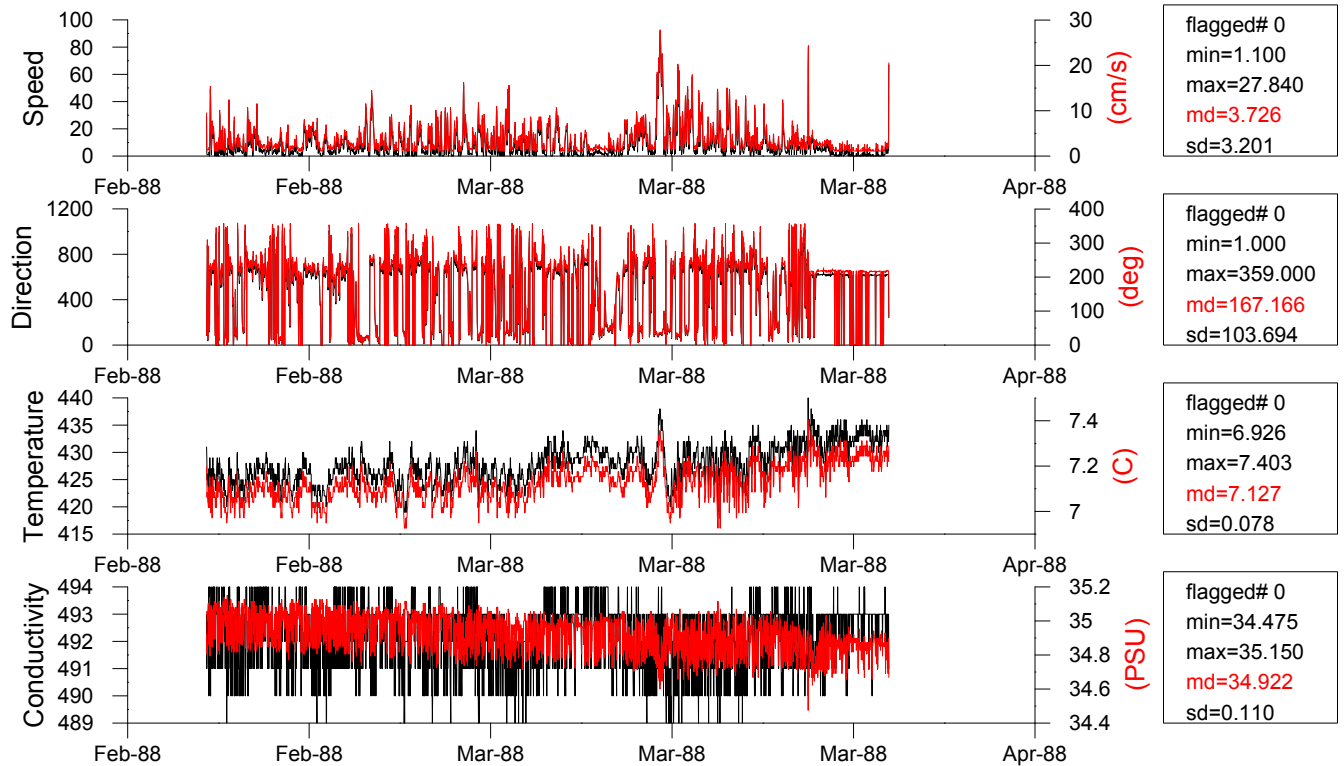 Speed
100
80
60
40
20
0
30
20
10
0
(cm/s)
Feb-88 Feb-88 Mar-88 Mar-88 Mar-88 Apr-88
flagged# 0
min=1.100
max=27.840
md=3.726
sd=3.201
Direction
1200
800
600
400
0
400
300
200
100
0
(deg)
Feb-88 Feb-88 Mar-88 Mar-88 Mar-88 Apr-88
flagged# 0
min=1.000
max=359.000
md=167.166
sd=103.694
Temperature
440
435
430
425
420
415
7.4
7.2
7
(C)
Feb-88 Feb-88 Mar-88 Mar-88 Mar-88 Apr-88
flagged# 0
min=6.926
max=7.403
md=7.127
sd=0.078
Conductivity
494
493
492
491
490
489
35.2
35
34.8
34.6
34.4
(PSU)
Feb-88 Feb-88 Mar-88 Mar-88 Mar-88 Apr-88
flagged# 0
min=34.475
max=35.150
md=34.922
sd=0.110